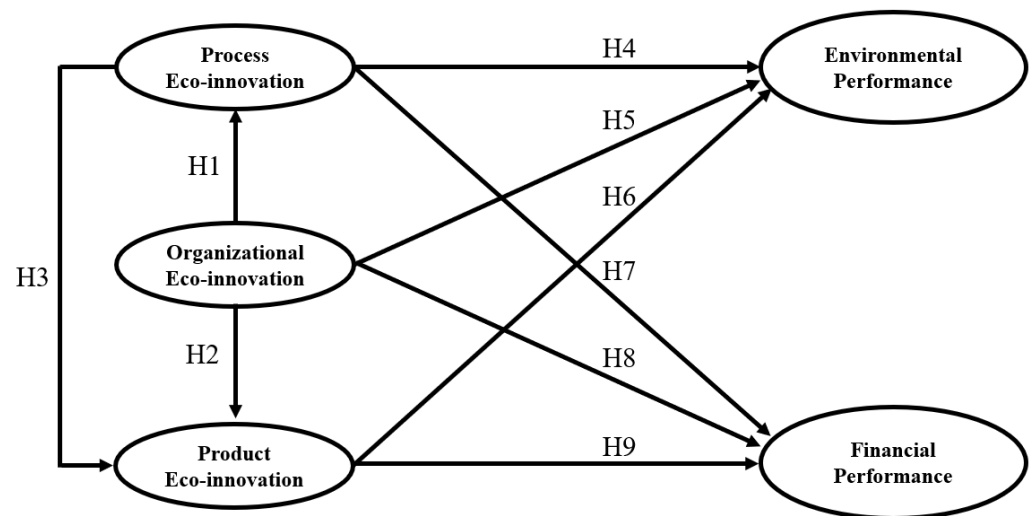 Process
Eco-innovation
H4
Environmental
Performance
H5
H1
H6
Organizational
Eco-innovation
H3
H7
H2
H8
Product
Eco-innovation
H9
Financial
Performance